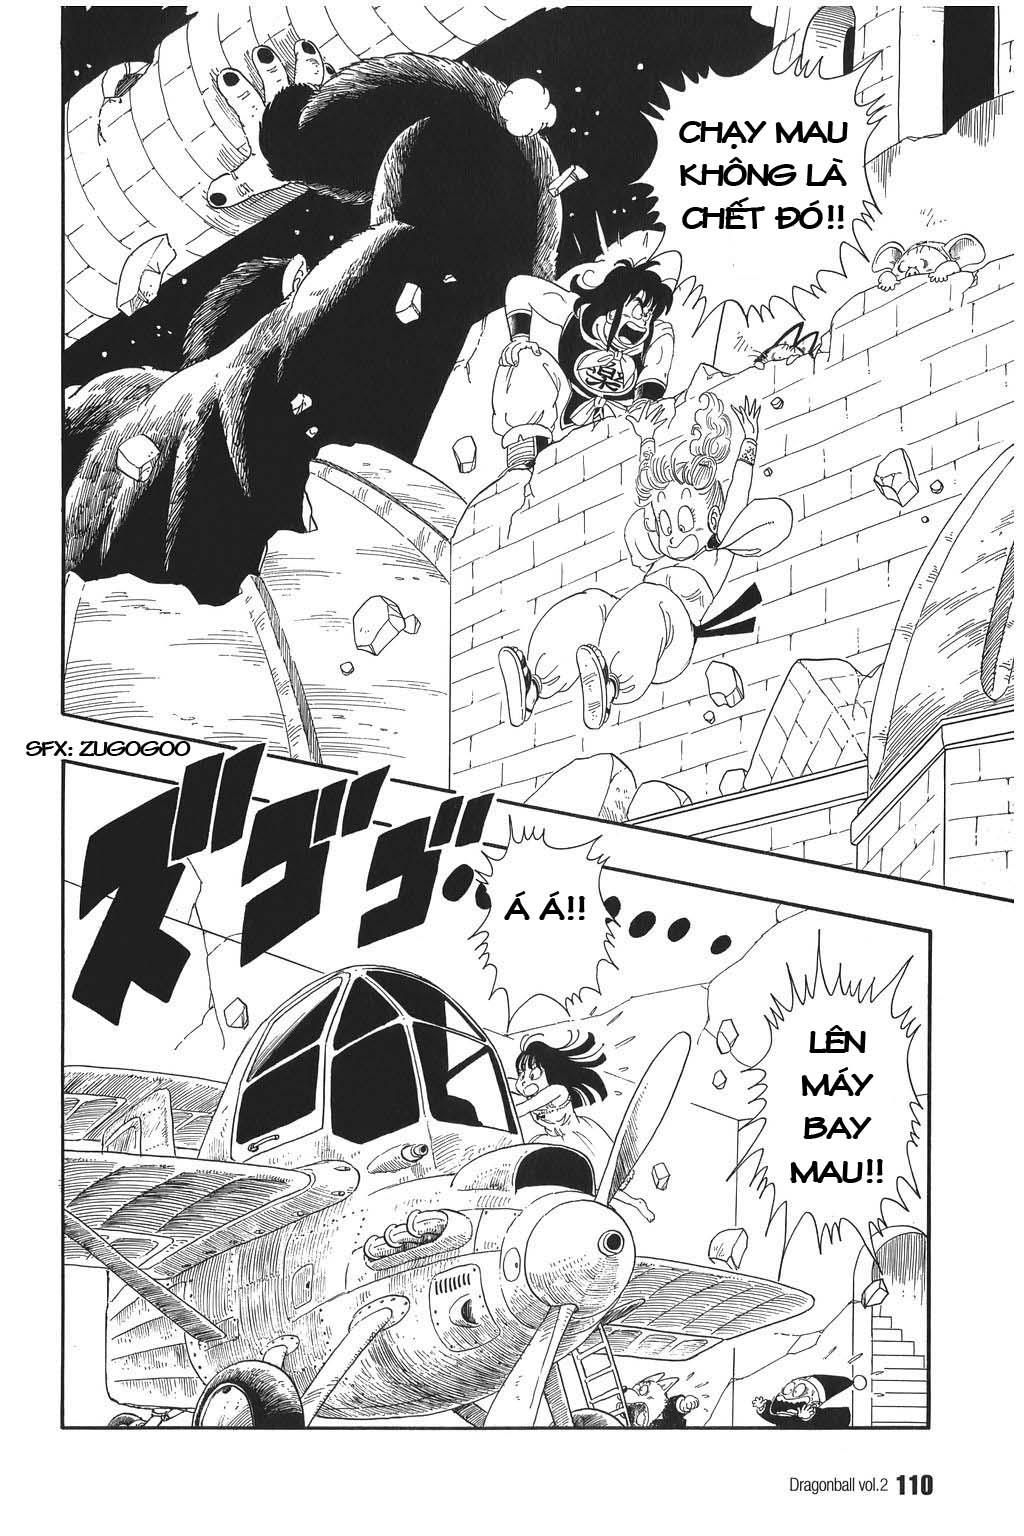 CHẠY MAU
KHÔNG LÀ
CHẾT ĐÓ!!
樂
SFX: ZUGOGOO
ズゴゴ・・・・・・
Á Á!!
LÊN
MÁY
BAY
MAU!!
Dragonball vol.2 110